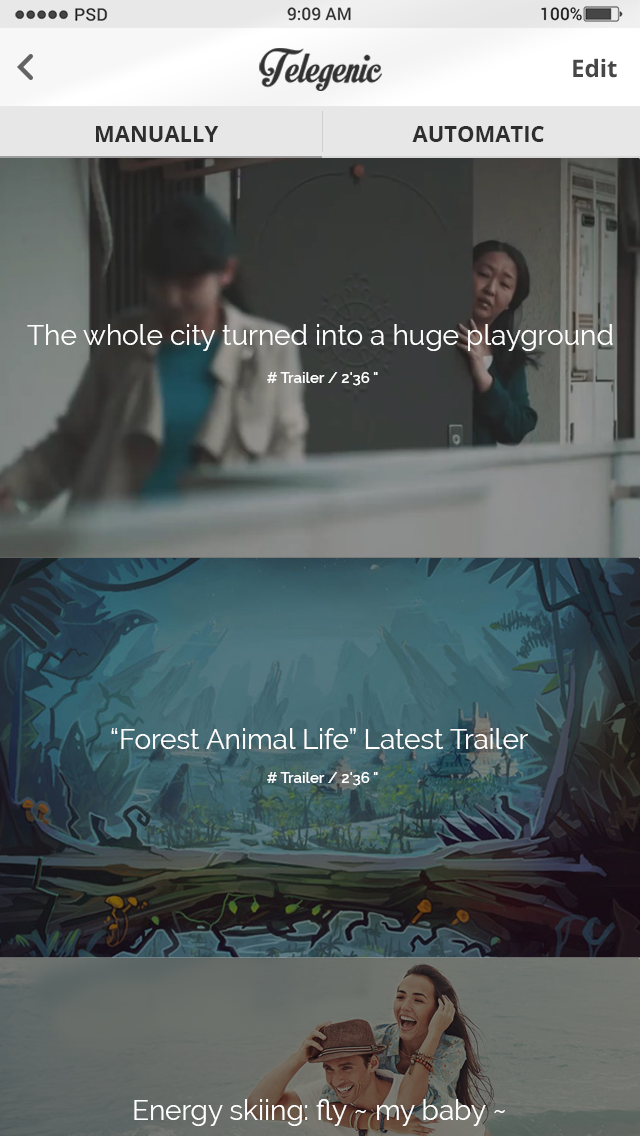 PSD
9:09 AM
100%
Telegenic
Edit
MANUALLY
AUTOMATIC
The whole city turned into a huge playground
# Trailer / 2'36 "
“Forest Animal Life” Latest Trailer
# Trailer / 2'36 "
Energy skiing: fly ~ my baby ~